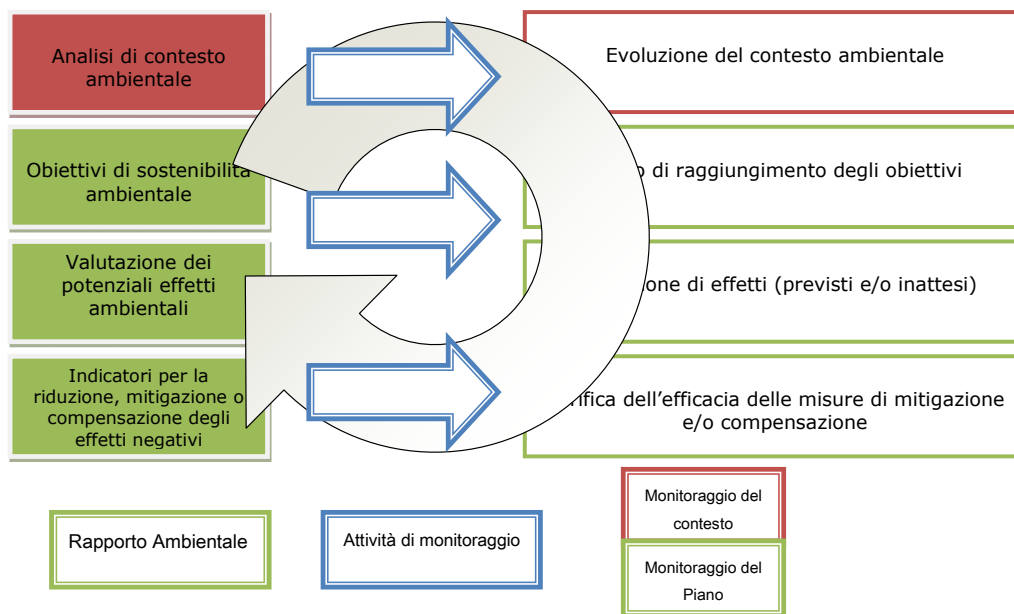 Analisi di contesto
ambientale
Evoluzione del contesto ambientale
Obiettivi di sostenibilità
ambientale
di raggiungimento degli obiettivi
Valutazione dei
potenziali effetti
ambientali
di effetti (previsti e/o inattesi)
Indicatori per la
riduzione, mitigazione o
compensazione degli
effetti negativi
dell’efficacia delle misure di mitigazione
e/o compensazione
Rapporto Ambientale
Attività di monitoraggio
Monitoraggio del
contesto
Monitoraggio del
Piano